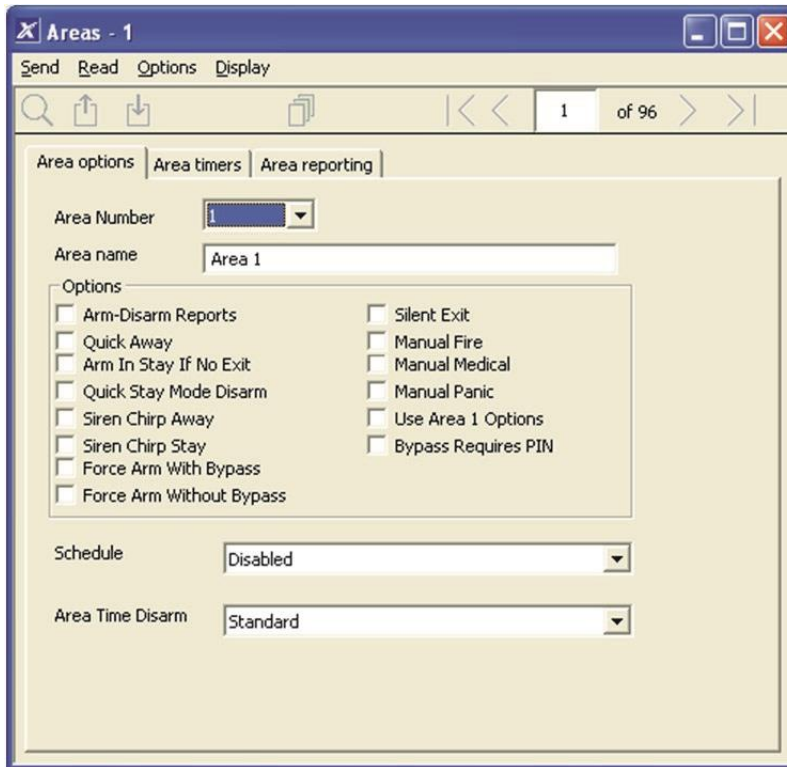 Areas - 1
Send Read Options Display
1 of 96
Area options Area timers Area reporting
Area Number 1
Area name Area 1
Options
Arm-Disarm Reports Silent Exit
Quick Away Manual Fire
Arm In Stay If No Exit Manual Medical
Quick Stay Mode Disarm Manual Panic
Siren Chirp Away Use Area 1 Options
Siren Chirp Stay Bypass Requires PIN
Force Arm With Bypass
Force Arm Without Bypass
Schedule Disabled
Area Time Disarm Standard